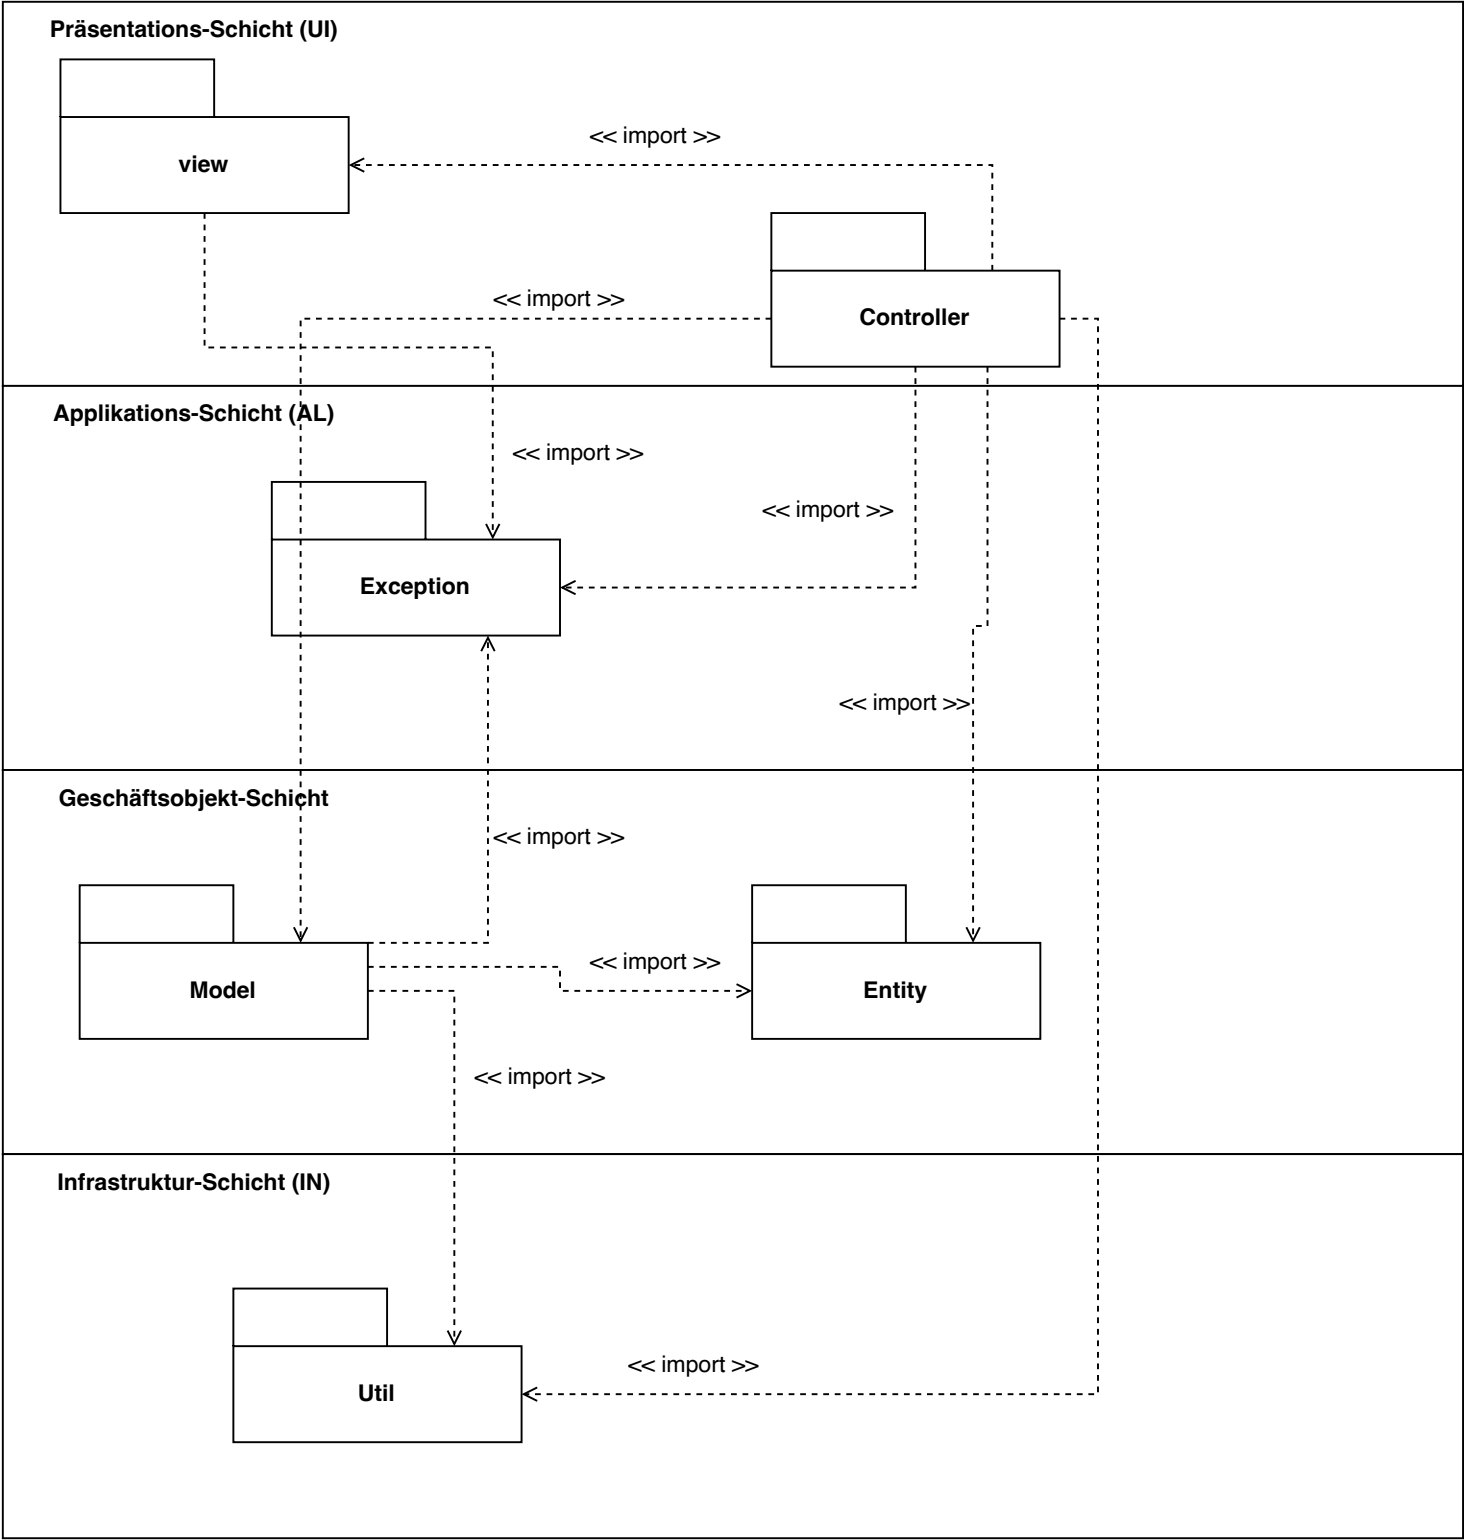 Präsentations-Schicht (UI)
<< import >>
view
<< import >>
Controller
Applikations-Schicht (AL)
<< import >>
<< import >>
Exception
<< import >>
Geschäftsobjekt-Schicht
<< import >>
<< import >>
Model
Entity
<< import >>
Infrastruktur-Schicht (IN)
<< import >>
Util